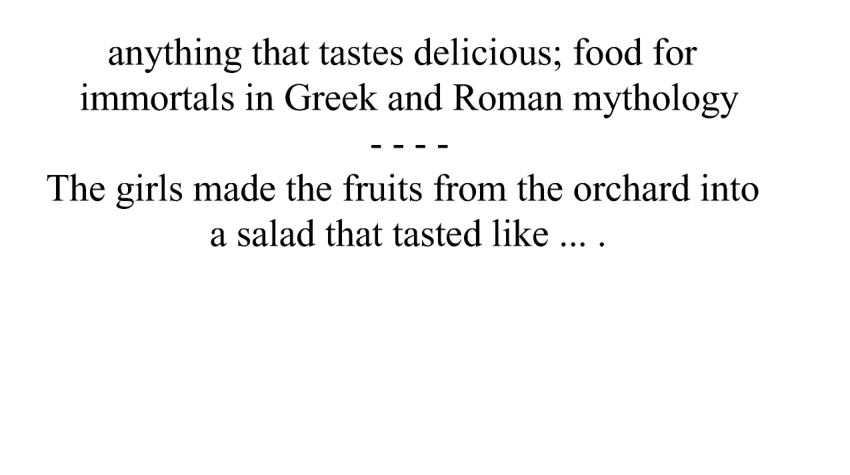 anything that tastes delicious; food for
immortals in Greek and Roman mythology
- - - -
The girls made the fruits from the orchard into
a salad that tasted like ... .